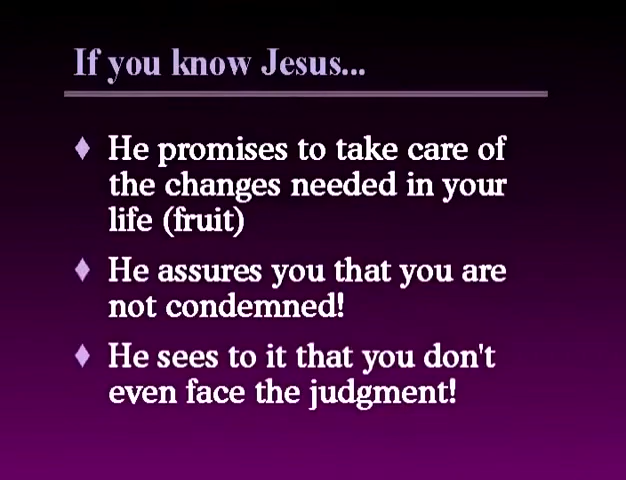 If you know Jesus...
He promises to take care of
the changes needed in your
life (fruit)
He assures you that you are
not condemned!
He sees to it that you don't
even face the judgment!